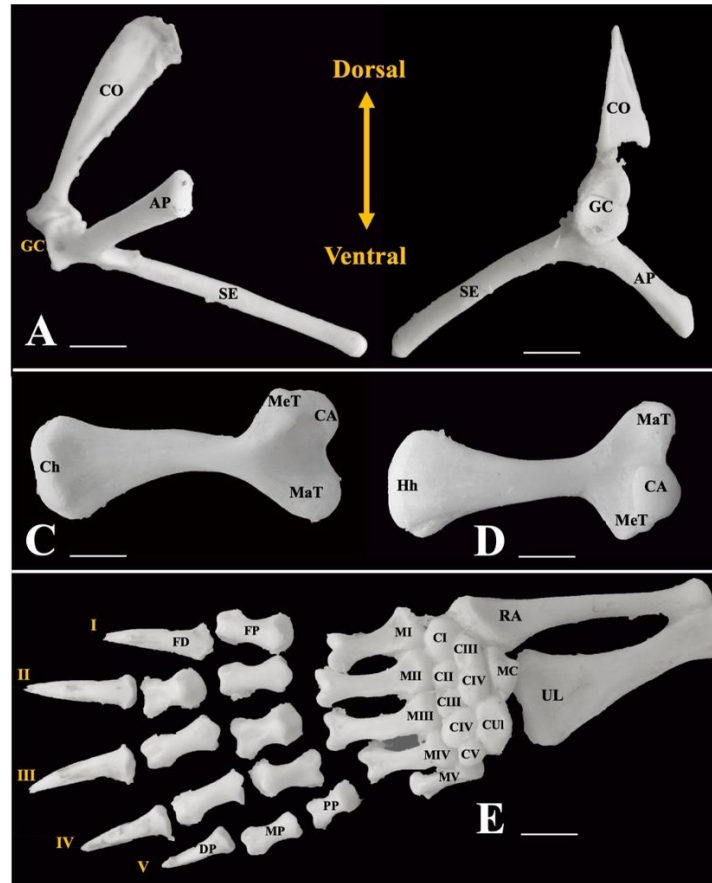 CO
AP
GC
SE
A
Dorsal
Ventral
CO
GC
SE
AP
MeT
CA
Ch
MaT
C
MaT
Hh
CA
MeT
D
I
FD
FP
MI
CI
RA
CIII
II
MII
CII
CIV
MC
CIII
UL
MIII
CIV
CUl
III
MIV
CV
MV
PP
E
IV
MP
DP
V